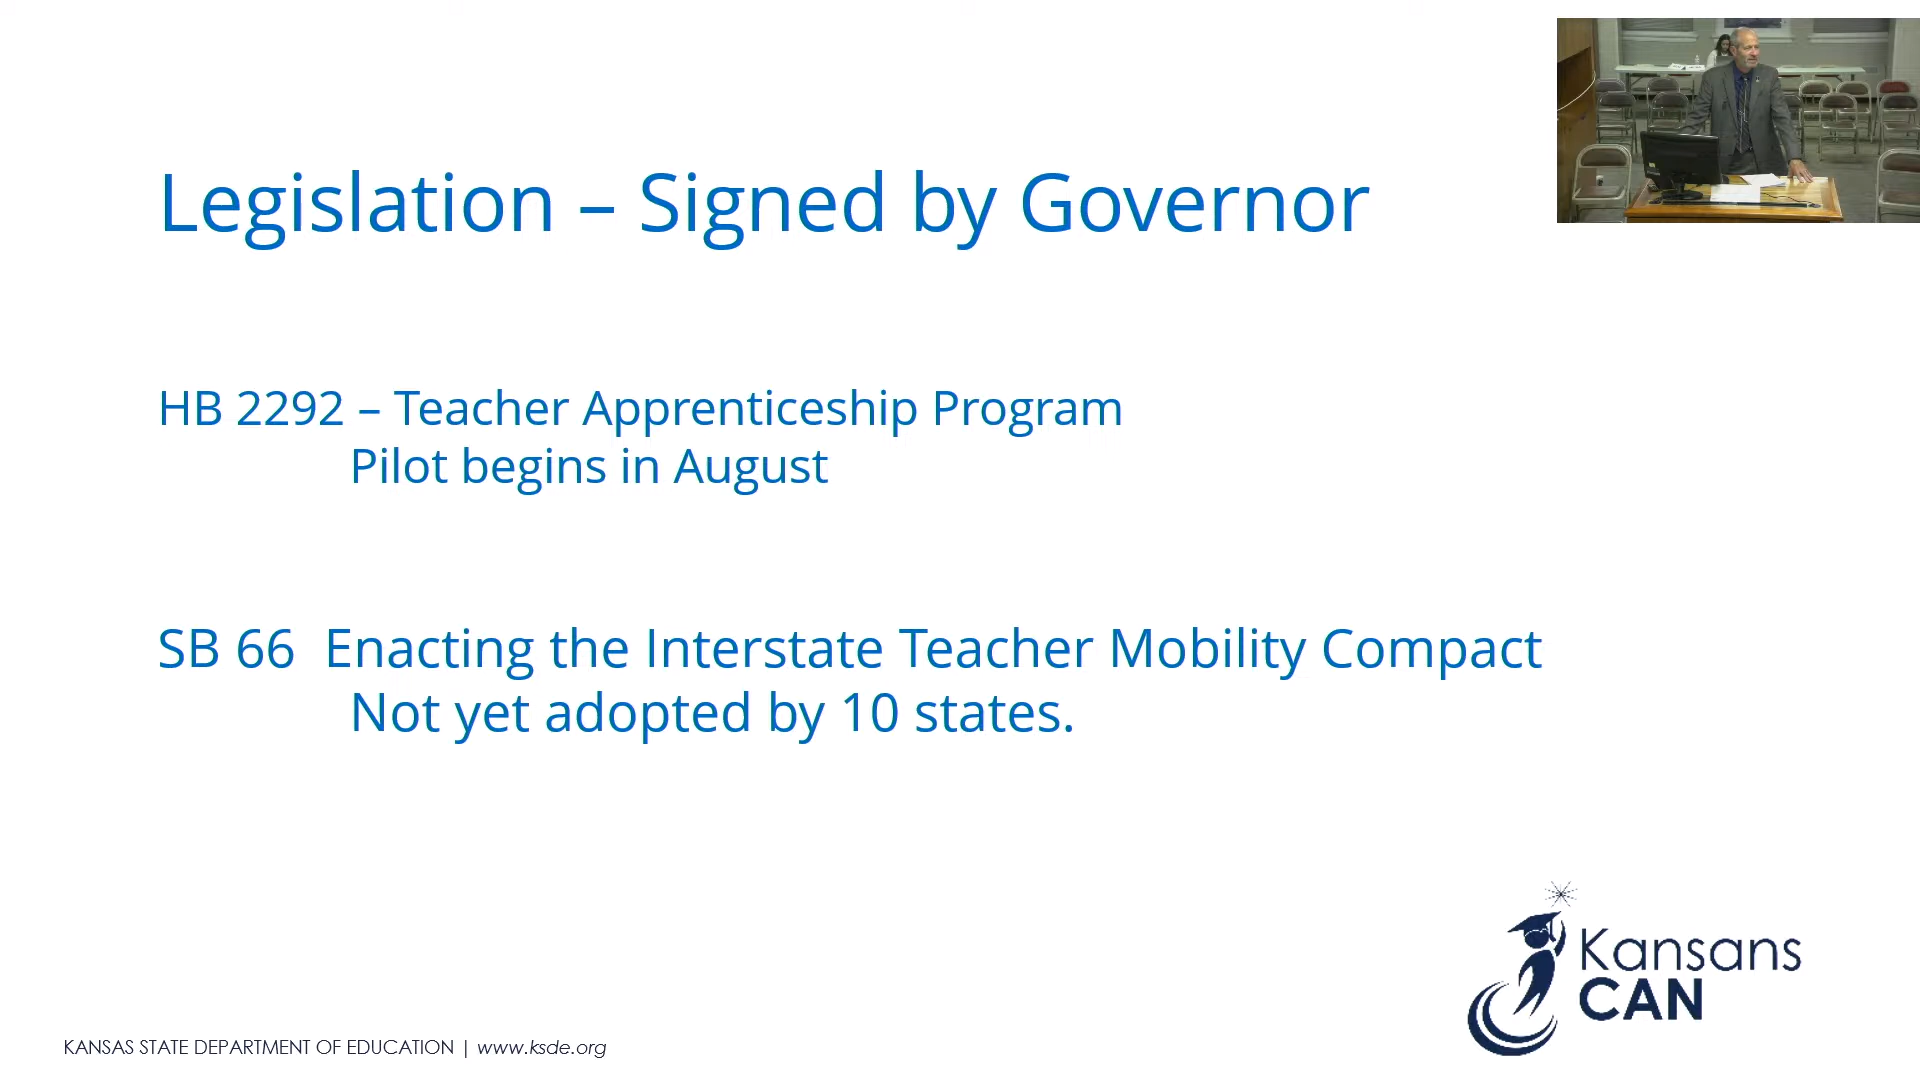 Legislation – Signed by Governor
HB 2292 – Teacher Apprenticeship Program
Pilot begins in August
SB 66  Enacting the Interstate Teacher Mobility Compact
Not yet adopted by 10 states.
Kansans
CAN
KANSAS STATE DEPARTMENT OF EDUCATION | www.ksde.org